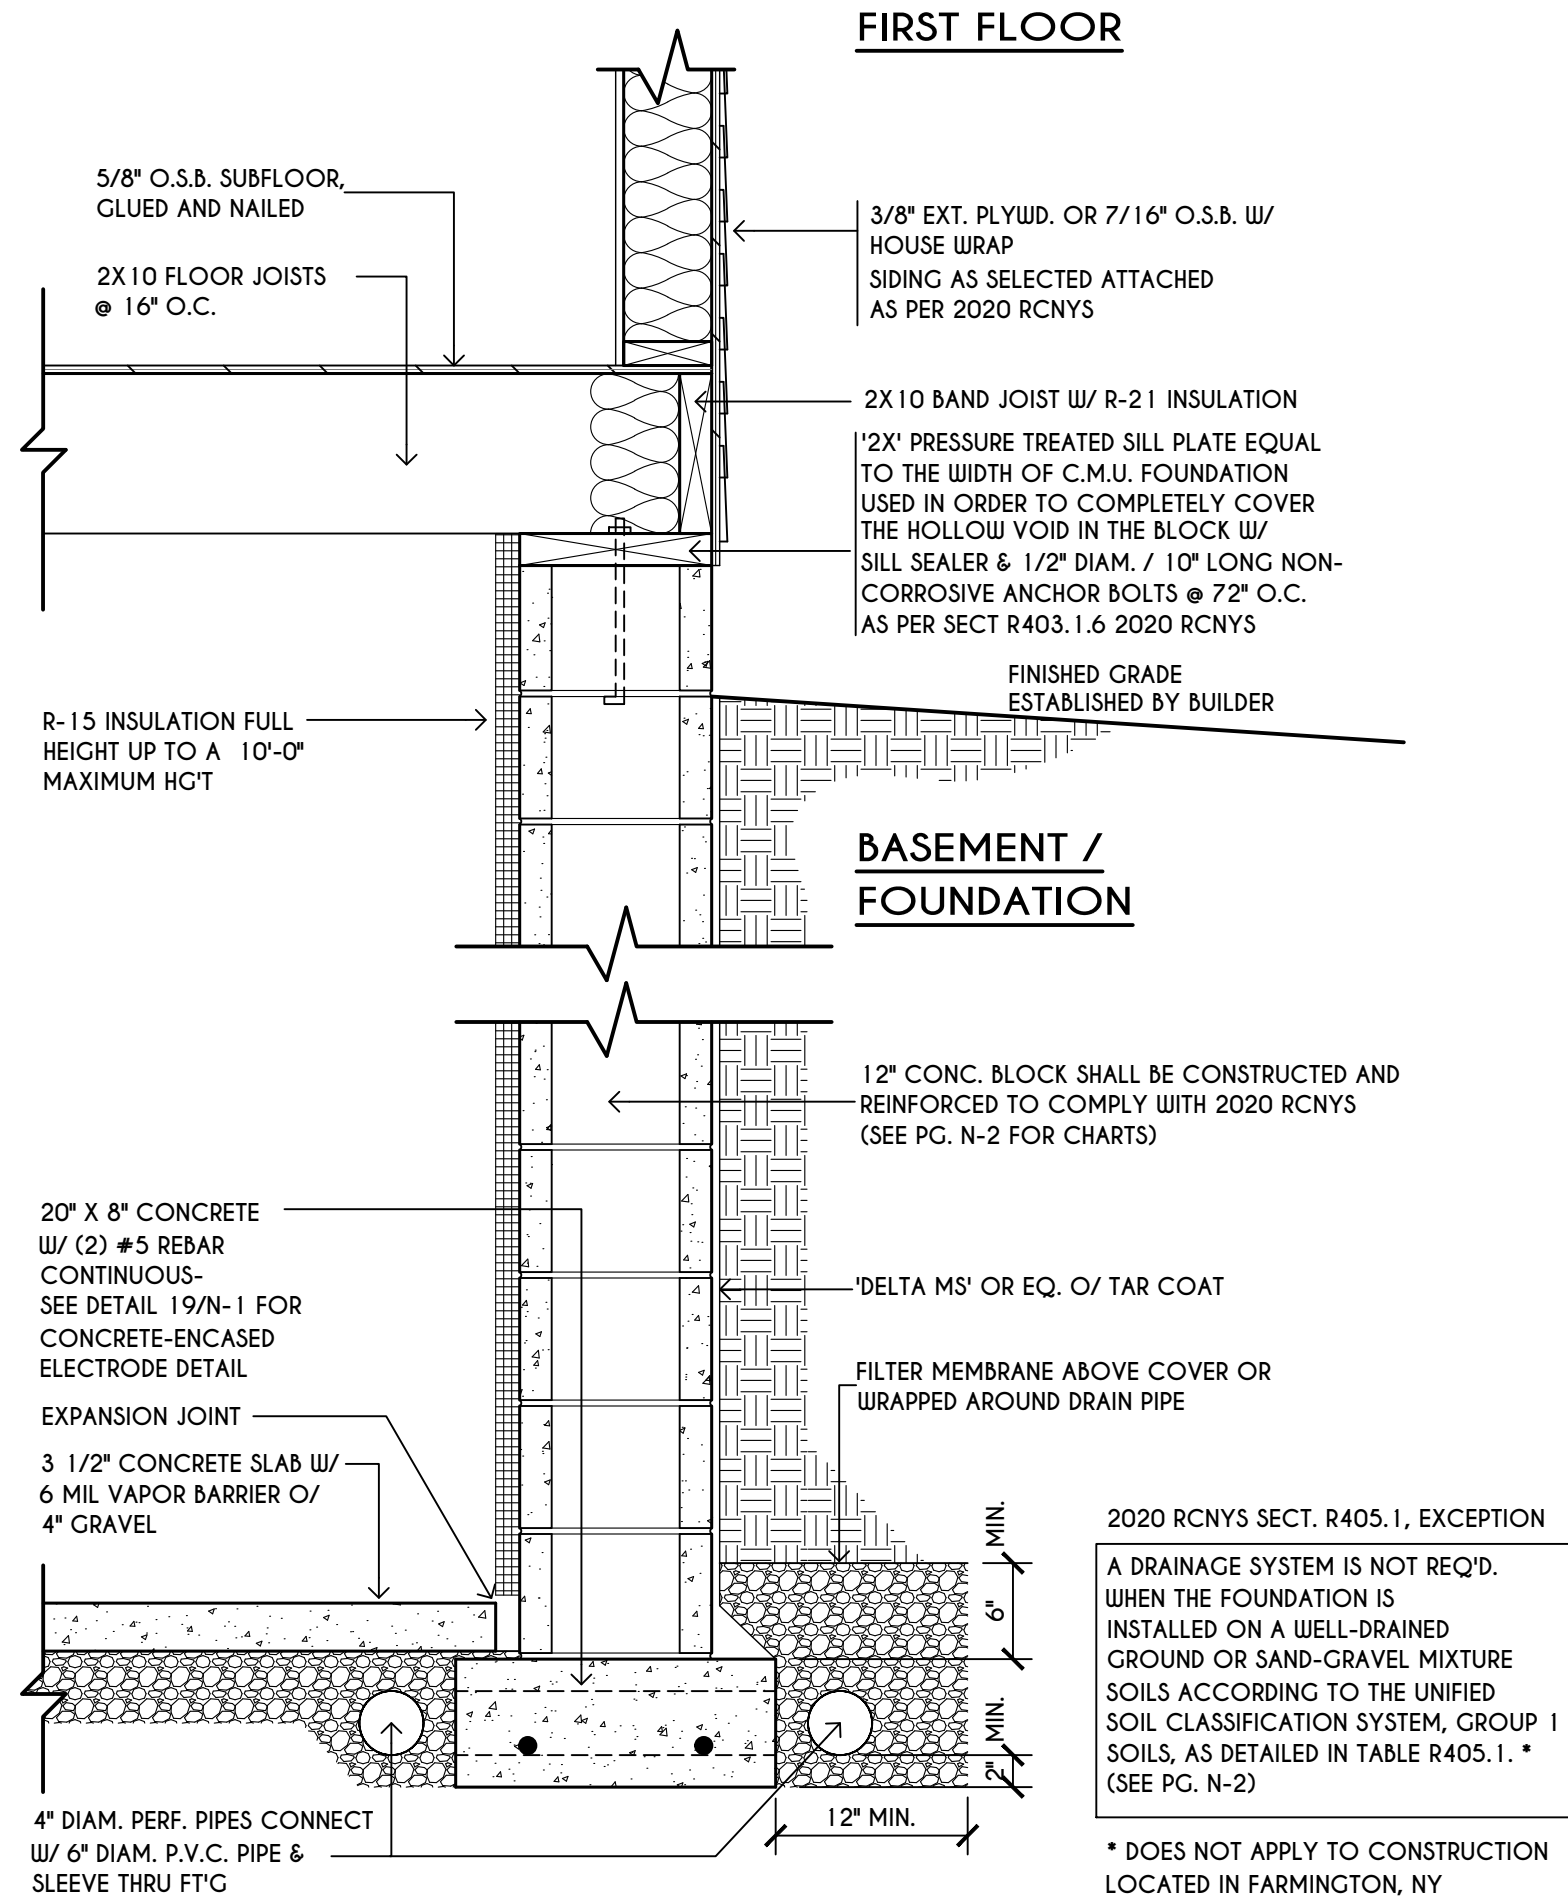 FIRST FLOOR
5/8" O.S.B. SUBFLOOR,
GLUED AND NAILED
2X10 FLOOR JOISTS
@ 16" O.C.
3/8" EXT. PLYWD. OR 7/16" O.S.B. W/
HOUSE WRAP
SIDING AS SELECTED ATTACHED
AS PER 2020 RCNYS
2X10 BAND JOIST W/ R-21 INSULATION
'2X' PRESSURE TREATED SILL PLATE EQUAL
TO THE WIDTH OF C.M.U. FOUNDATION
USED IN ORDER TO COMPLETELY COVER
THE HOLLOW VOID IN THE BLOCK W/
SILL SEALER & 1/2" DIAM. / 10" LONG NON-
CORROSIVE ANCHOR BOLTS @ 72" O.C.
AS PER SECT R403.1.6 2020 RCNYS
FINISHED GRADE
ESTABLISHED BY BUILDER
R-15 INSULATION FULL
HEIGHT UP TO A 10'-0"
MAXIMUM HG'T
BASEMENT /
FOUNDATION
12" CONC. BLOCK SHALL BE CONSTRUCTED AND
REINFORCED TO COMPLY WITH 2020 RCNYS
(SEE PG. N-2 FOR CHARTS)
20" X 8" CONCRETE
W/ (2) #5 REBAR
CONTINUOUS-
SEE DETAIL 19/N-1 FOR
CONCRETE-ENCASED
ELECTRODE DETAIL
'DELTA MS' OR EQ. O/ TAR COAT
FILTER MEMBRANE ABOVE COVER OR
WRAPPED AROUND DRAIN PIPE
EXPANSION JOINT
3 1/2" CONCRETE SLAB W/
6 MIL VAPOR BARRIER O/
4" GRAVEL
6" MIN.
2" MIN.
12" MIN.
2020 RCNYS SECT. R405.1, EXCEPTION
A DRAINAGE SYSTEM IS NOT REQ'D.
WHEN THE FOUNDATION IS
INSTALLED ON A WELL-DRAINED
GROUND OR SAND-GRAVEL MIXTURE
SOILS ACCORDING TO THE UNIFIED
SOIL CLASSIFICATION SYSTEM, GROUP 1
SOILS, AS DETAILED IN TABLE R405.1. *
(SEE PG. N-2)
* DOES NOT APPLY TO CONSTRUCTION
LOCATED IN FARMINGTON, NY
4" DIAM. PERF. PIPES CONNECT
W/ 6" DIAM. P.V.C. PIPE &
SLEEVE THRU FT'G